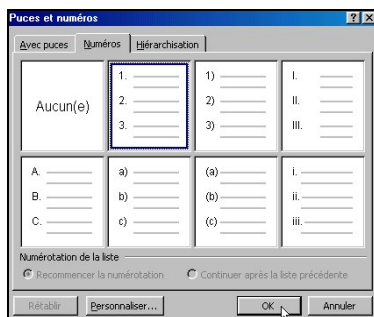 Puces et numéros
Avec puces Numéros Hiérarchisation
Aucun(e)
1.
2.
3.
1)
2)
3)
I.
II.
III.
A.
B.
C.
a)
b)
c)
(a)
(b)
(c)
i.
ii.
iii.
Numérotation de la liste
Recommencer la numérotation Continuer après la liste précédente
Rétablir Personnaliser... OK Annuler